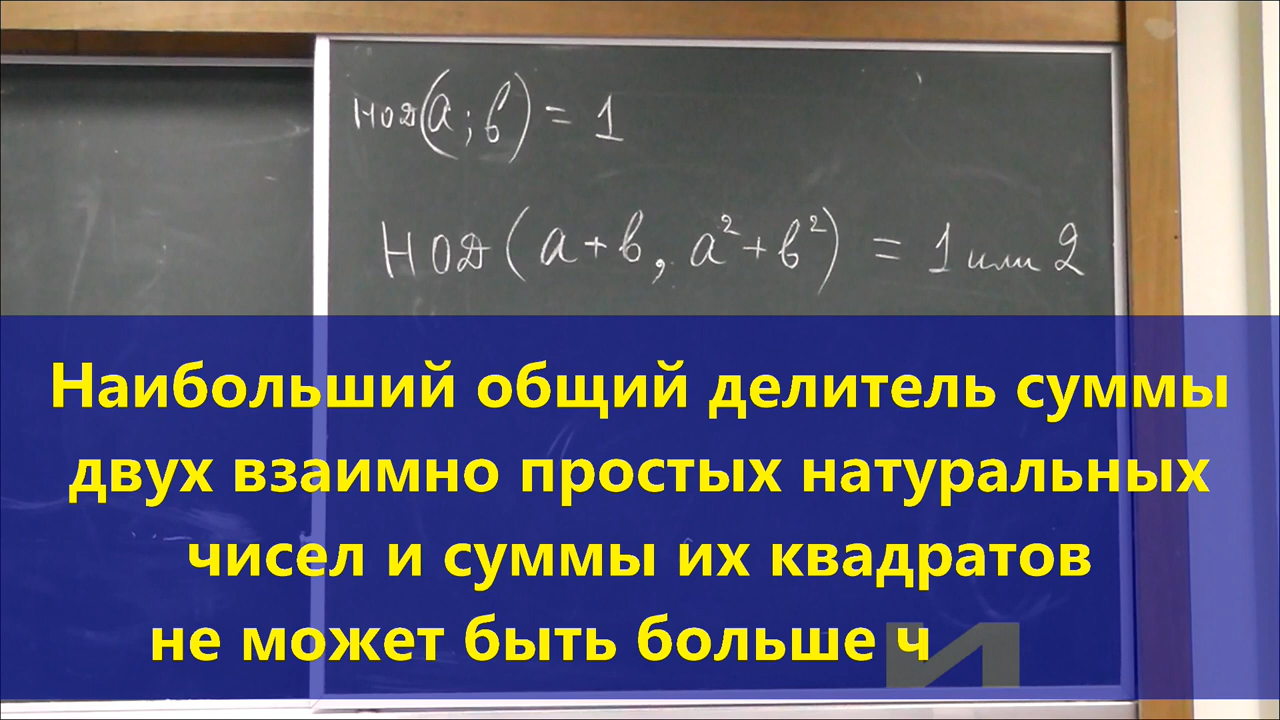 НОД(a; b) = 1
НОД(a+b, a²+b²) = 1 или 2
Наибольший общий делитель суммы
двух взаимно простых натуральных
чисел и суммы их квадратов
не может быть больше ч
и